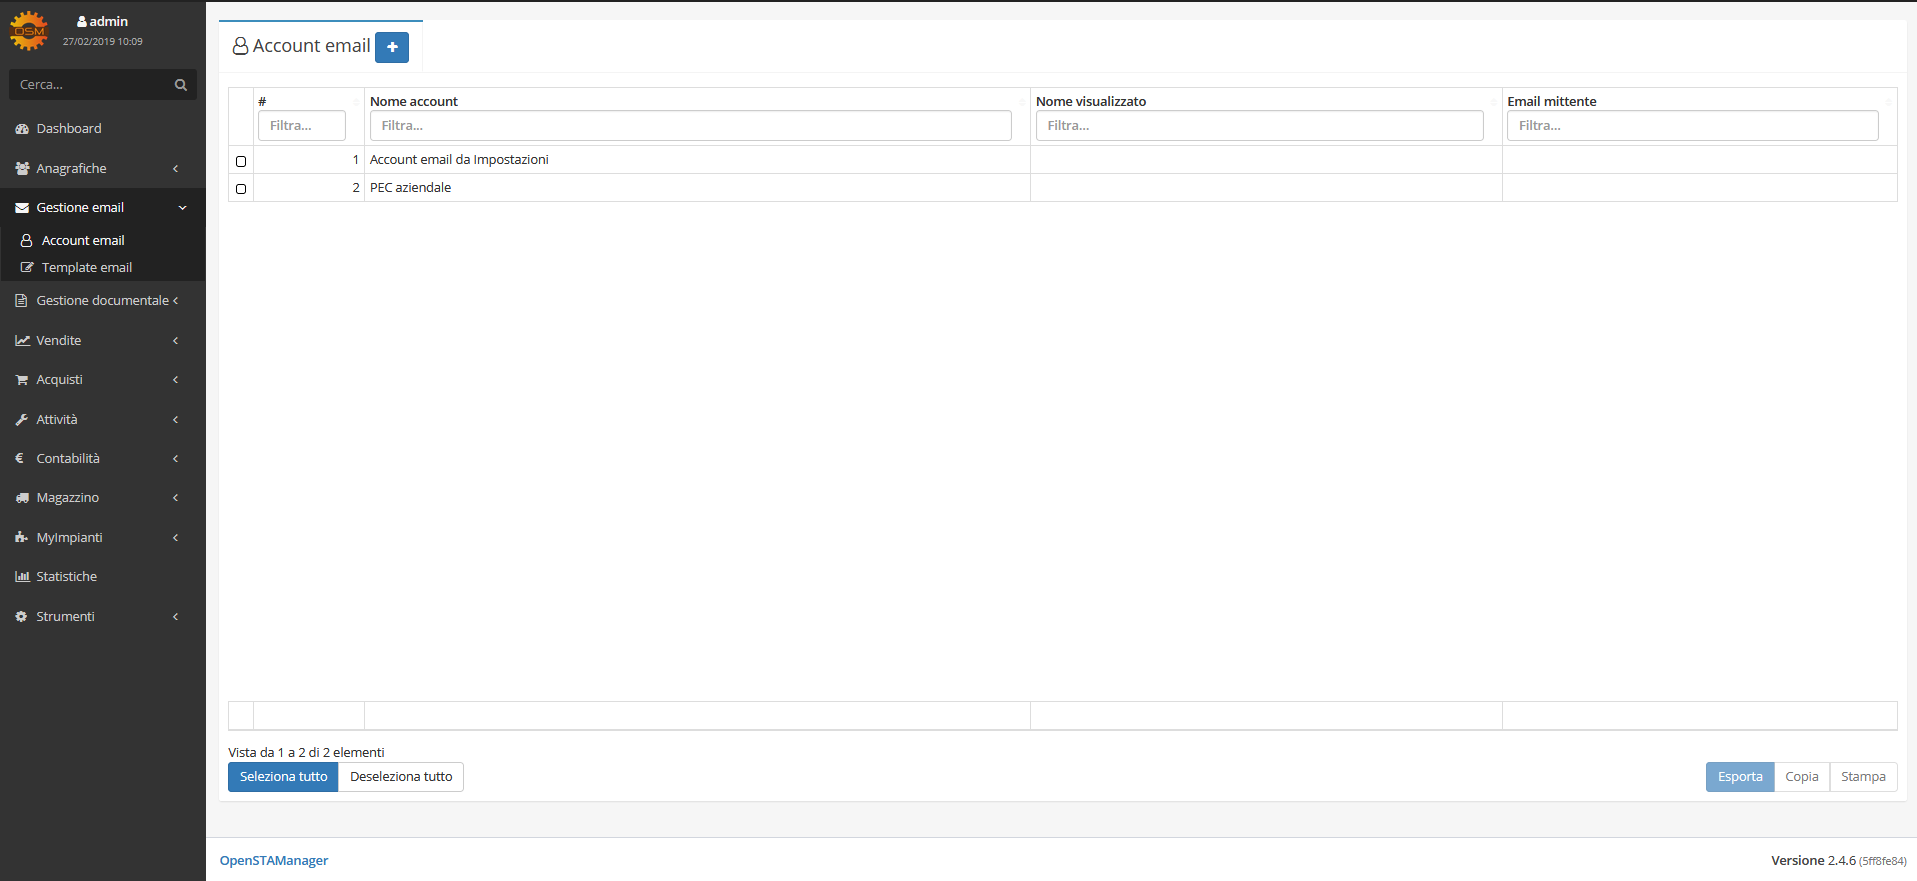 OSM
admin
27/02/2019 10:09
Cerca...
Dashboard
Anagrafiche
Gestione email
Account email
Template email
Gestione documentale
Vendite
Acquisti
Attività
Contabilità
Magazzino
MyImpianti
Statistiche
Strumenti
Account email
# Nome account Nome visualizzato Email mittente
Filtra... Filtra... Filtra... Filtra...
1 Account email da Impostazioni
2 PEC aziendale
Vista da 1 a 2 di 2 elementi
Seleziona tutto Deseleziona tutto Esporta Copia Stampa
OpenSTAManager Versione 2.4.6 (5ff8fe84)